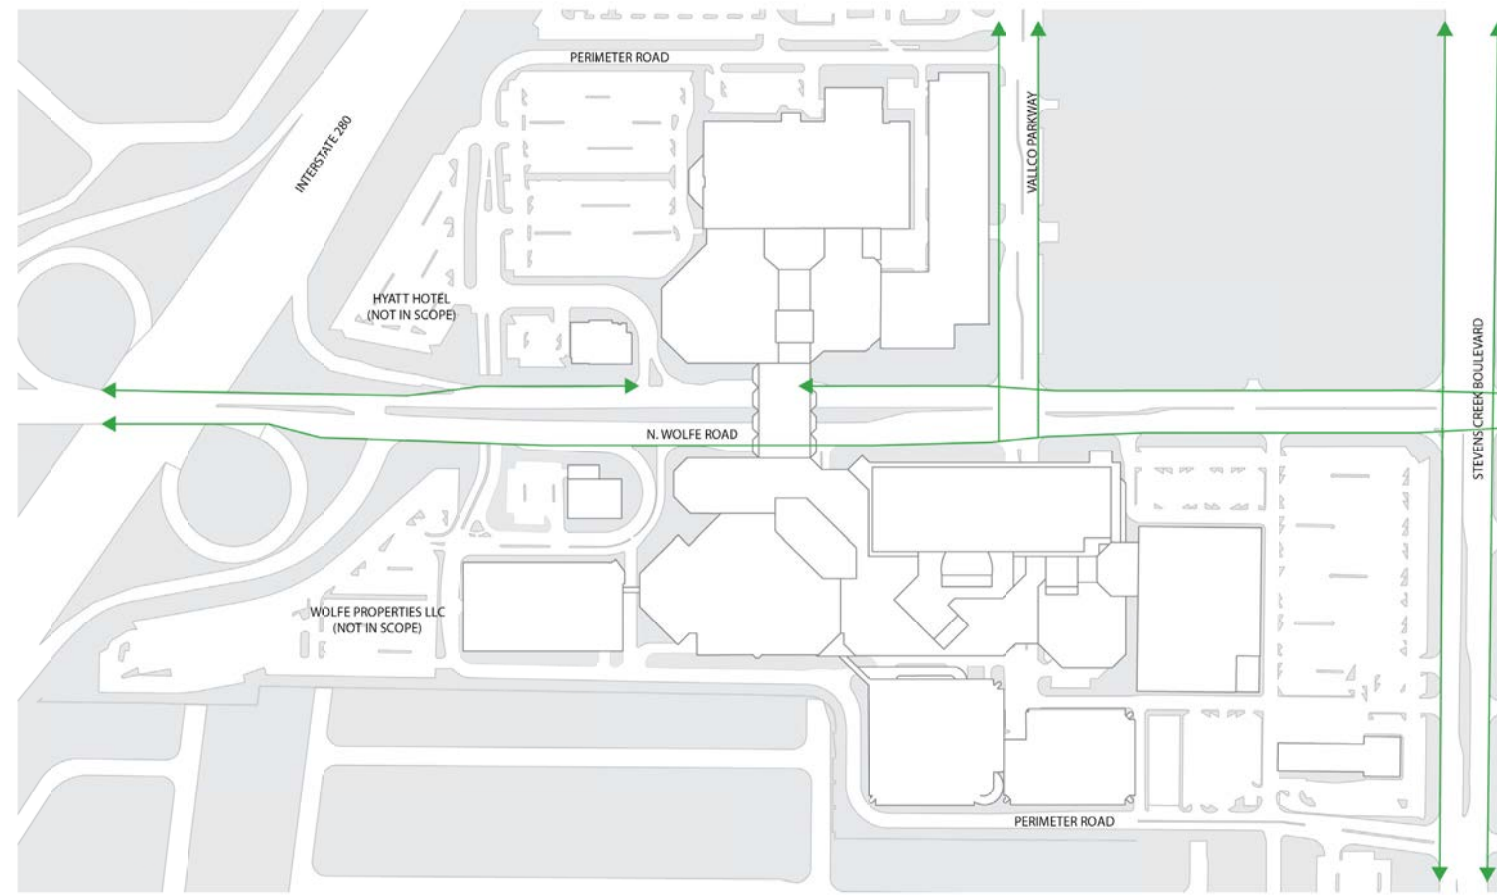 PERIMETER ROAD
INTERSTATE 280
VALLCO PARKWAY
HYATT HOTEL
(NOT IN SCOPE)
STEVENS CREEK BOULEVARD
N. WOLFE ROAD
WOLFE PROPERTIES LLC
(NOT IN SCOPE)
PERIMETER ROAD